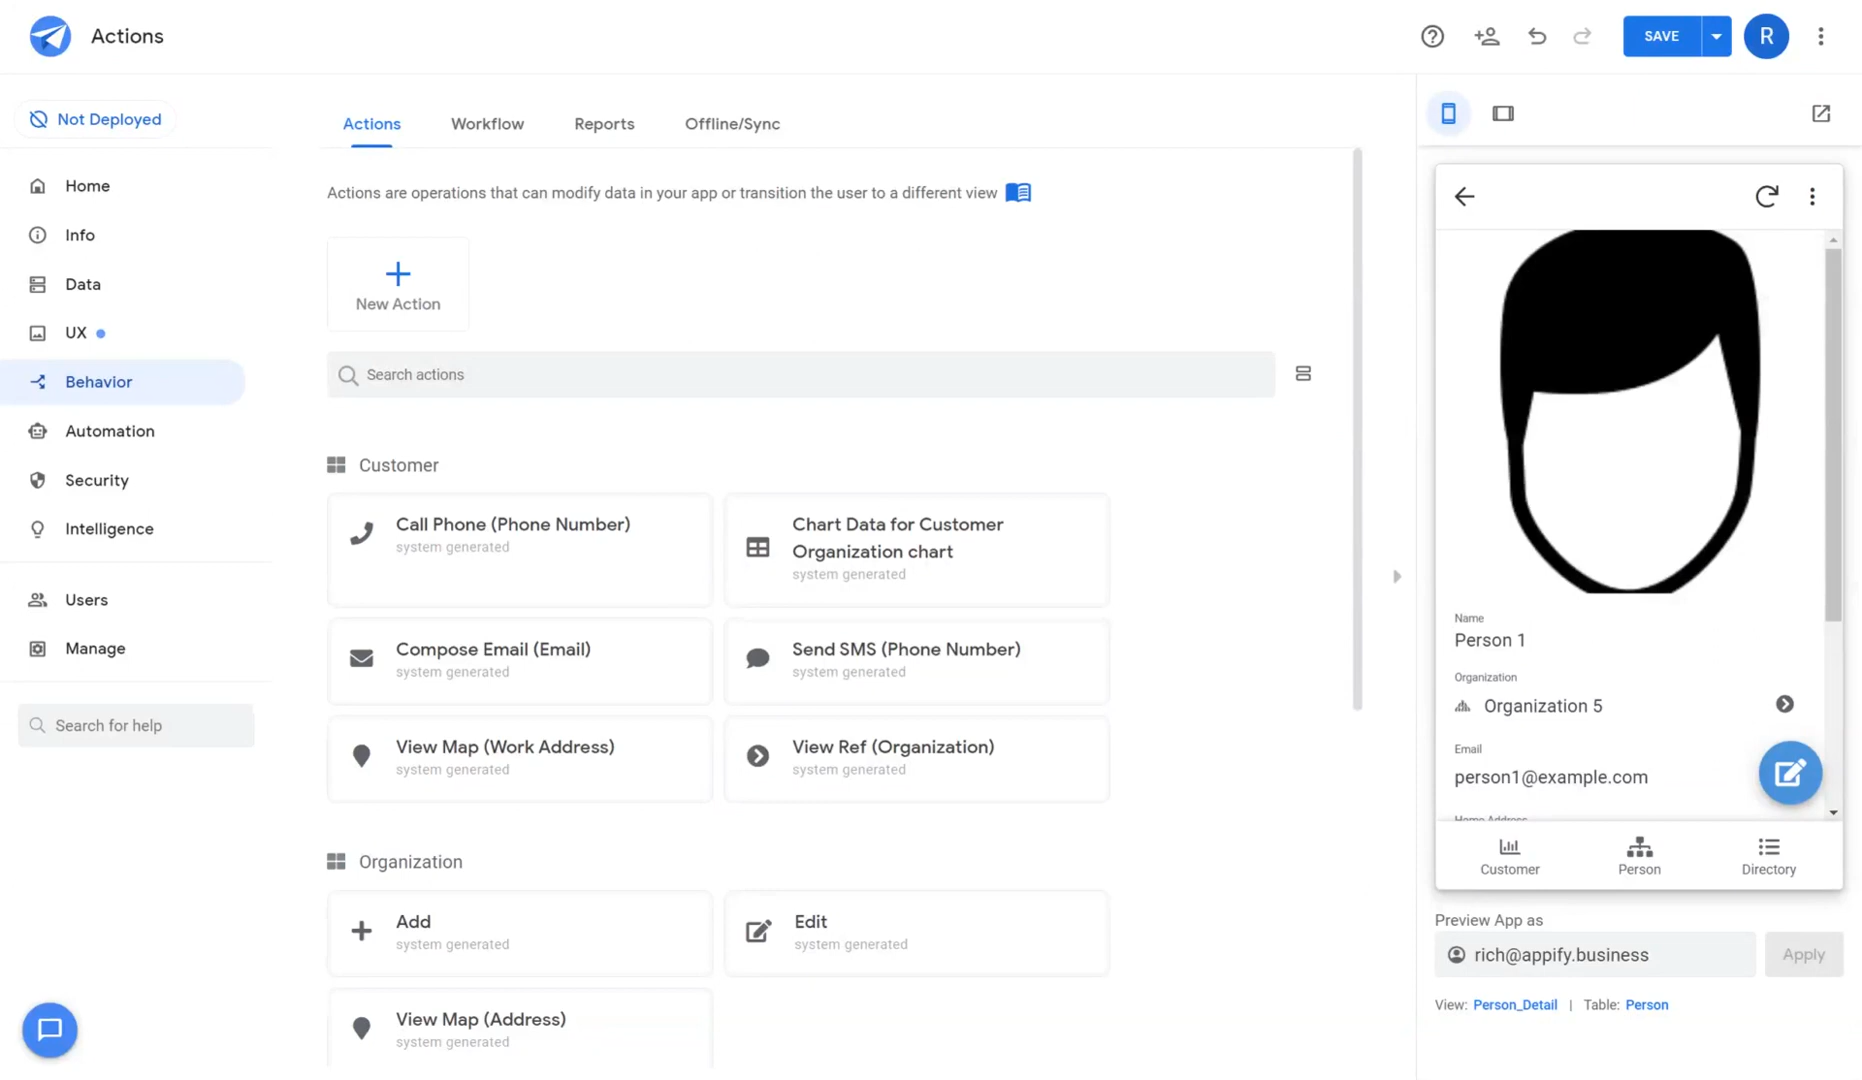 Actions
SAVE
R
Not Deployed
Home
Info
Data
UX
Behavior
Automation
Security
Intelligence
Users
Manage
Search for help
Actions
Workflow
Reports
Offline/Sync
Actions are operations that can modify data in your app or transition the user to a different view
New Action
Search actions
Customer
Call Phone (Phone Number)
system generated
Chart Data for Customer
Organization chart
system generated
Compose Email (Email)
system generated
Send SMS (Phone Number)
system generated
View Map (Work Address)
system generated
View Ref (Organization)
system generated
Organization
Add
system generated
Edit
system generated
View Map (Address)
system generated
Name
Person 1
Organization
Organization 5
Email
person1@example.com
Home Address
Customer
Person
Directory
Preview App as
rich@appify.business
Apply
View: Person_Detail | Table: Person